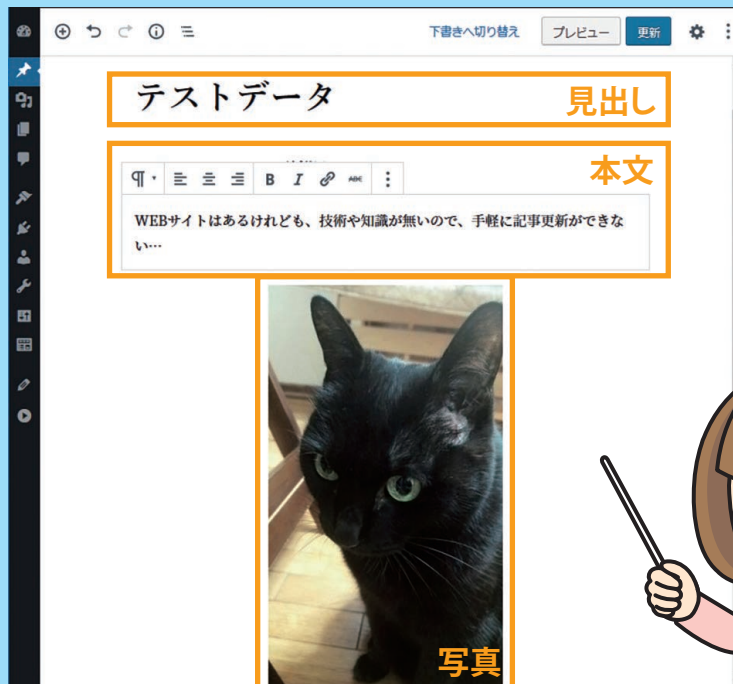 下書きへ切り替え
プレビュー
更新
テストデータ
見出し
本文
B I ABC
WEBサイトはあるけれども、技術や知識が無いので、手軽に記事更新ができな
い…
写真